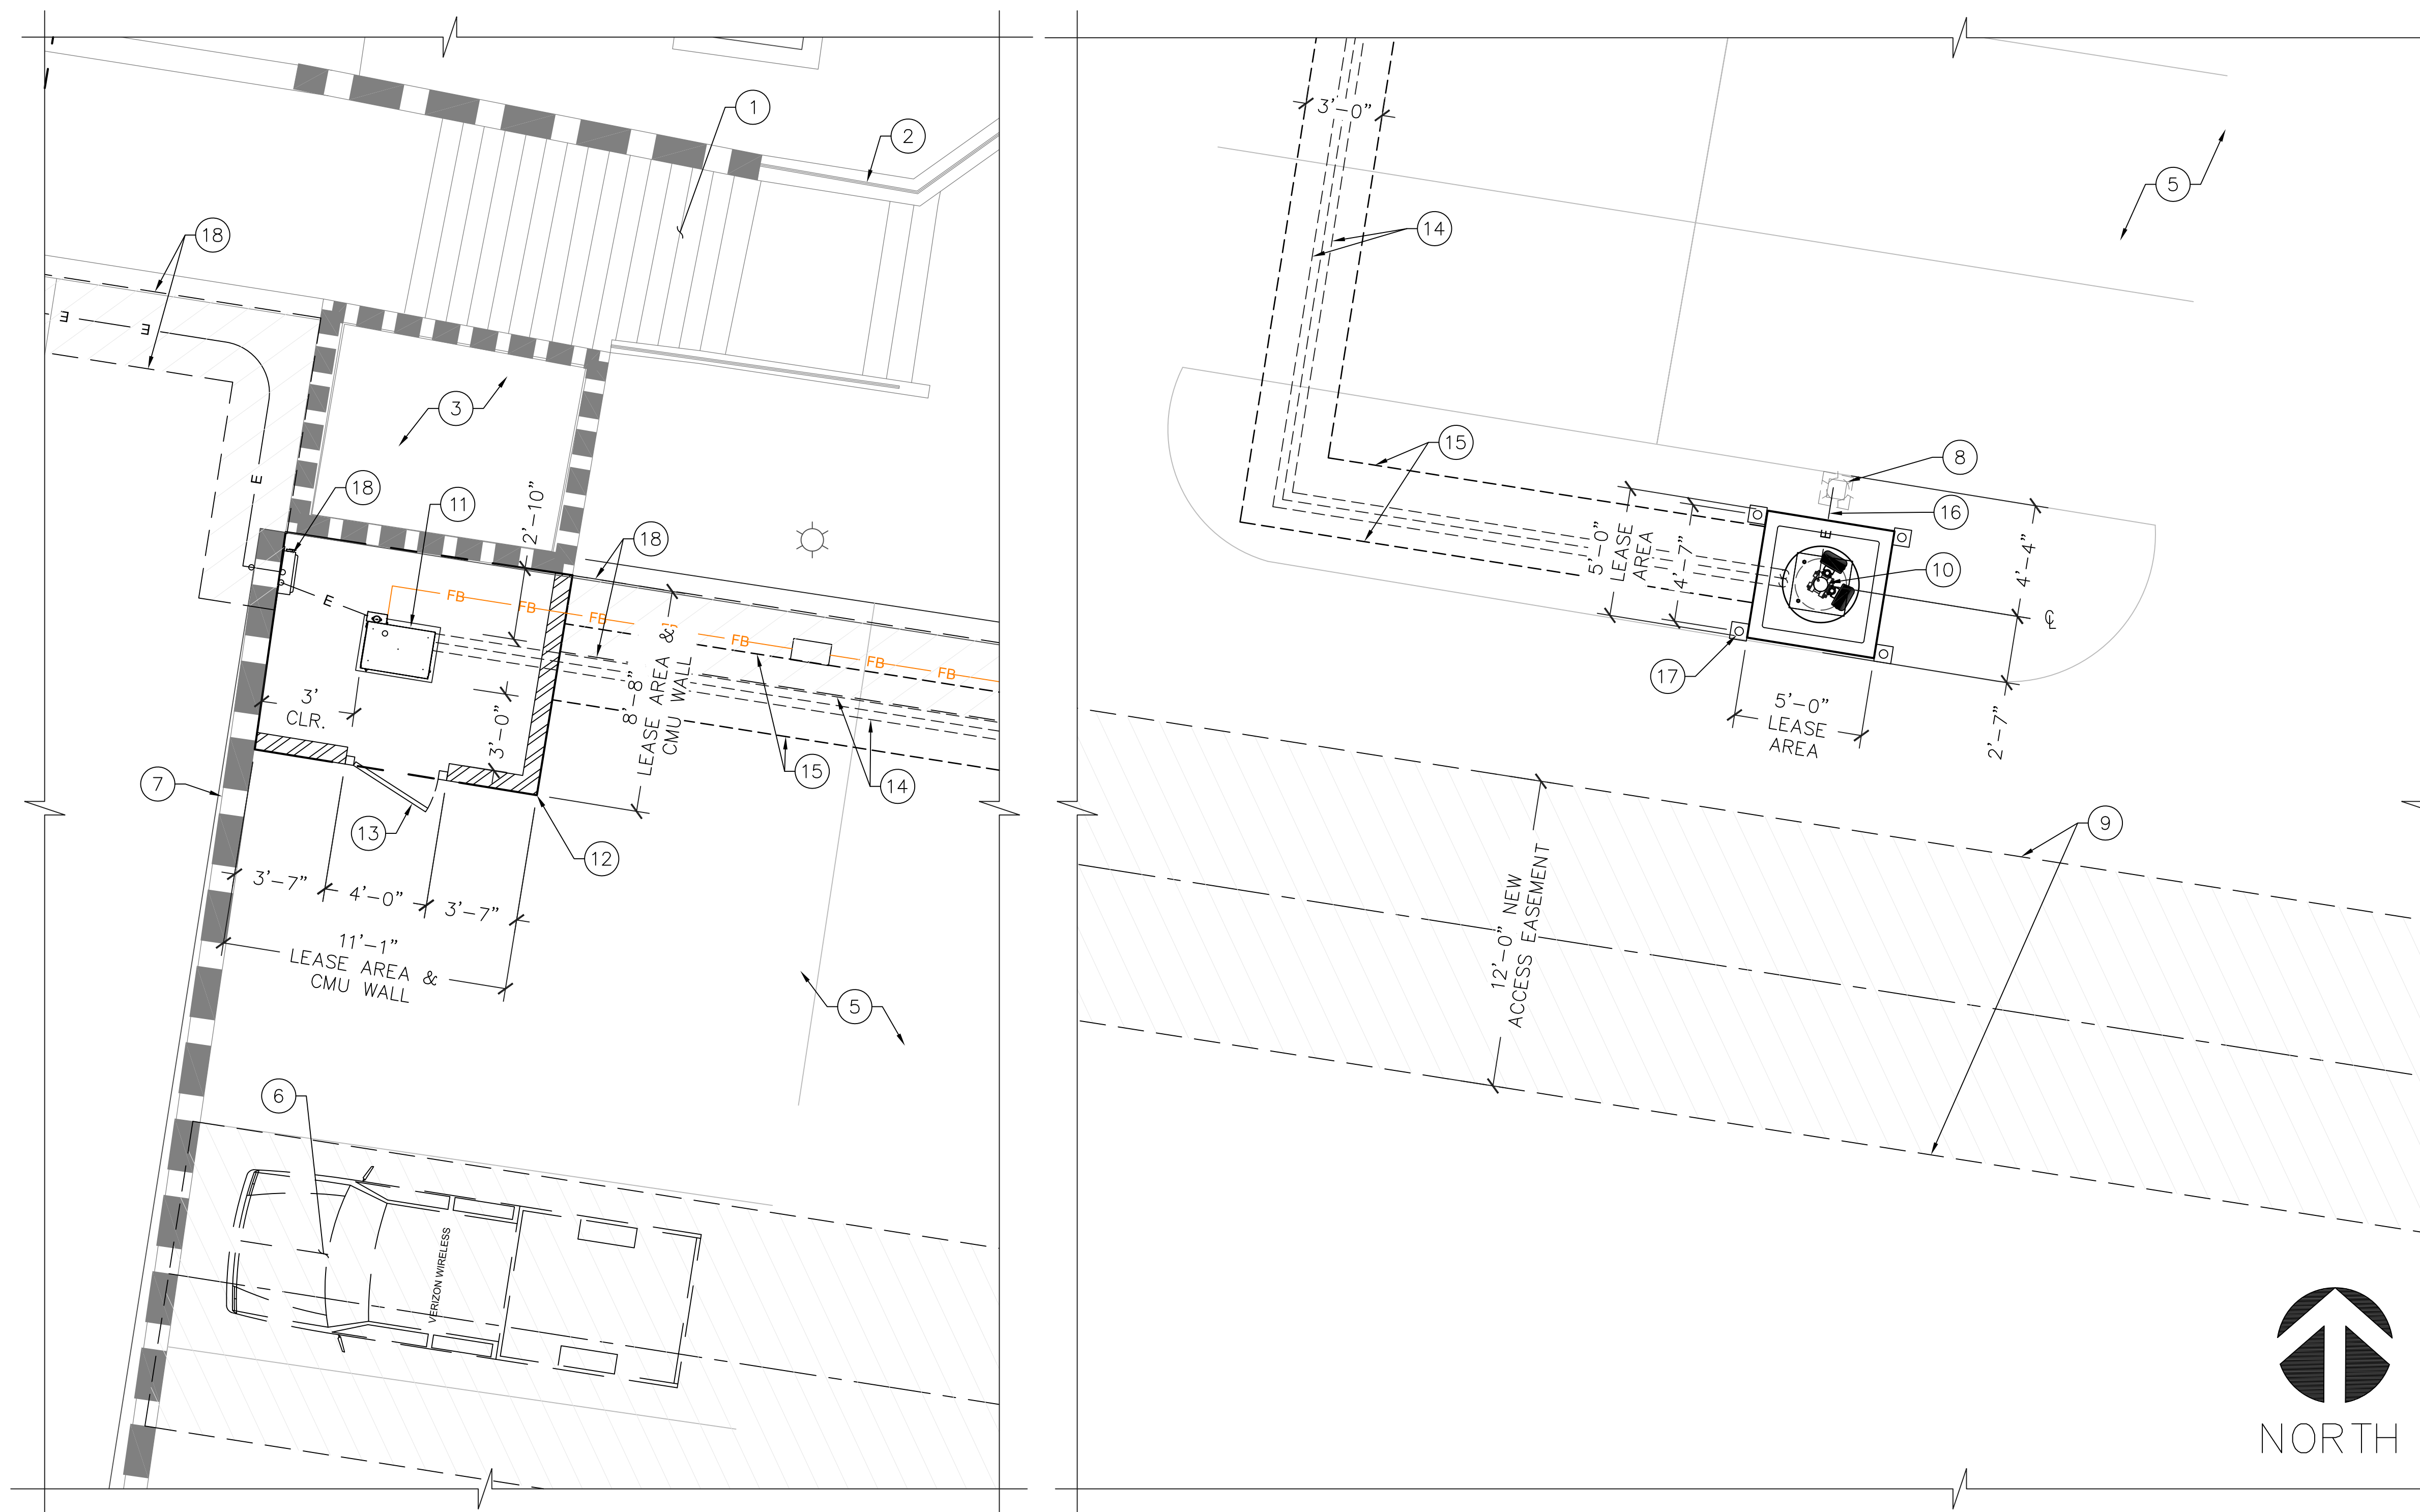 1
2
3
18
E
E
E
18
11
2'-10"
18
E
FB
FB
FB
FB
FB
FB
3'
CLR.
3'-0"
8'-8"
LEASE AREA &
CMU WALL
15
14
7
13
12
3'-7"
4'-0"
3'-7"
11'-1"
LEASE AREA &
CMU WALL
5
6
VERIZON WIRELESS
3'-0"
14
5
15
8
16
E
10
5'-0"
LEASE
AREA
4'-7"
4'-4"
℄
17
5'-0"
LEASE
AREA
2'-7"
9
12'-0" NEW
ACCESS EASEMENT
NORTH